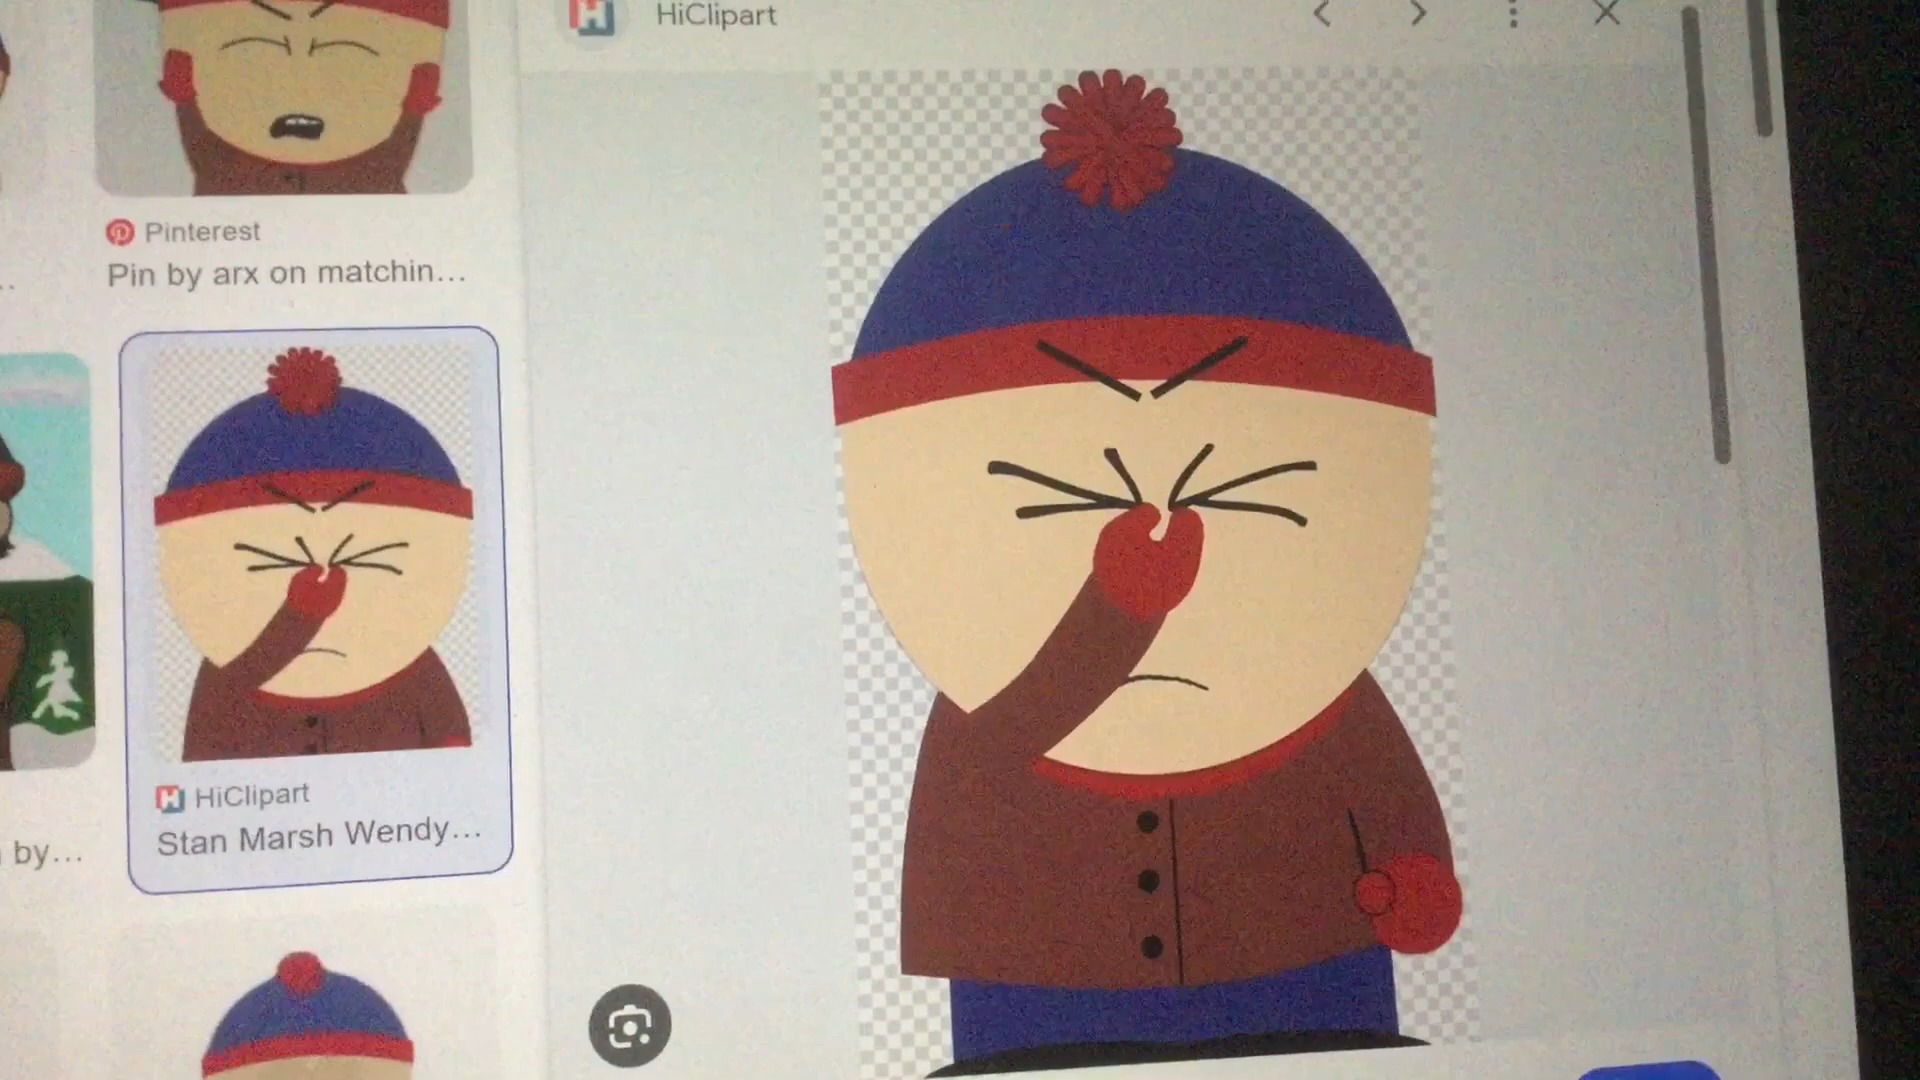 HiClipart
Pinterest
Pin by arx on matchin...
HiClipart
Stan Marsh Wendy...
by...